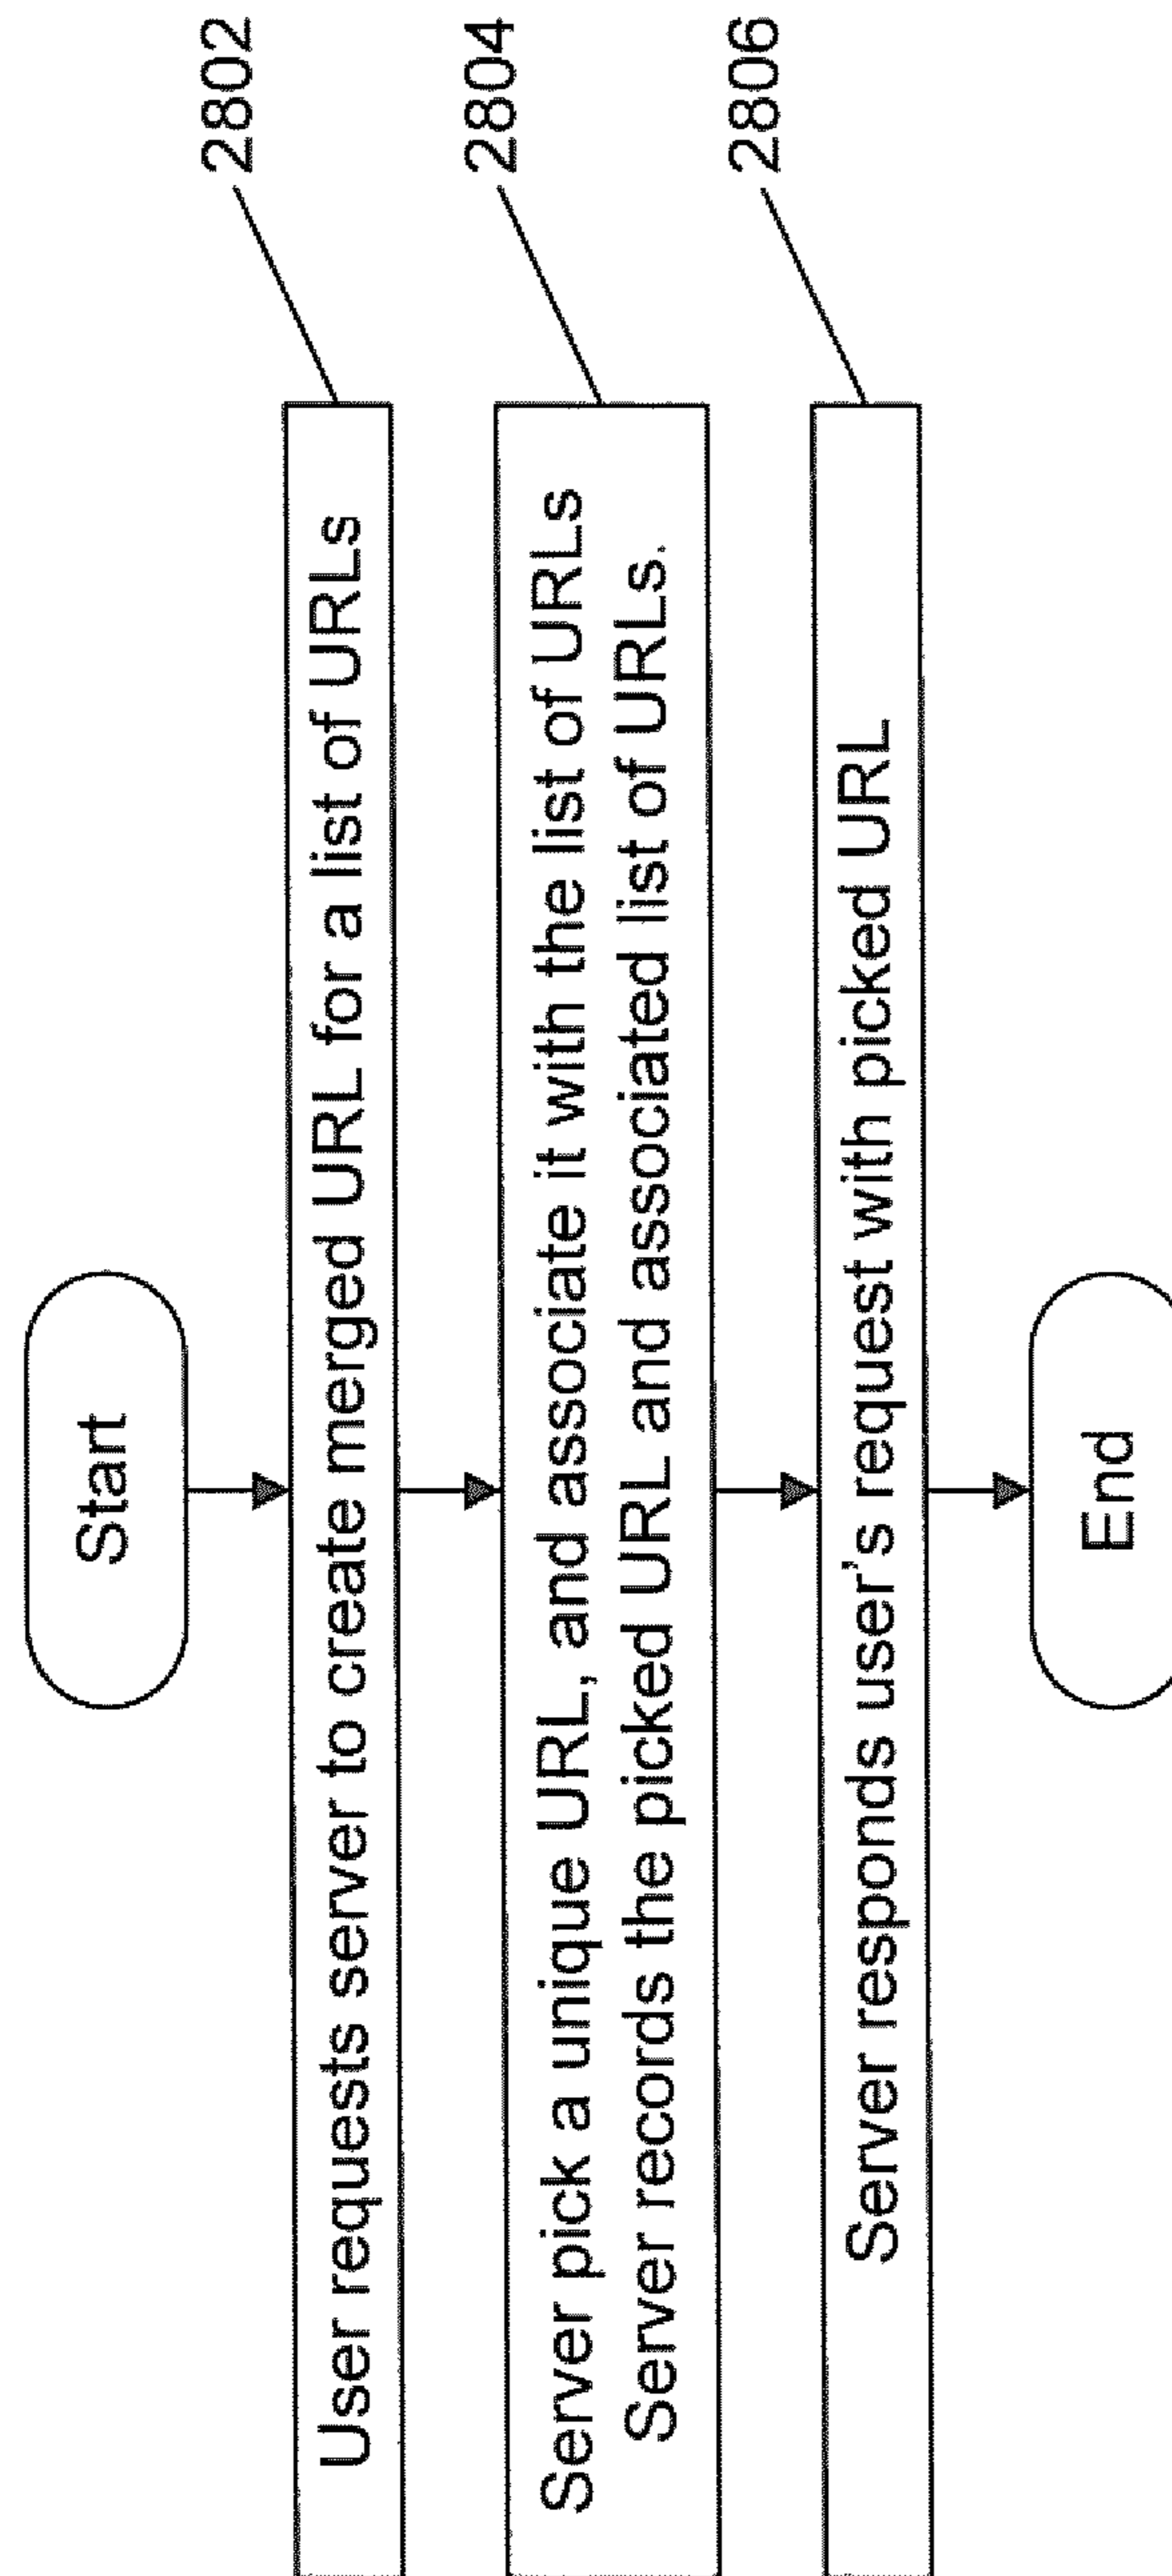 Start
User requests server to create merged URL for a list of URLs
2802
Server pick a unique URL, and associate it with the list of URLs
Server records the picked URL and associated list of URLs.
2804
Server responds user's request with picked URL
2806
End